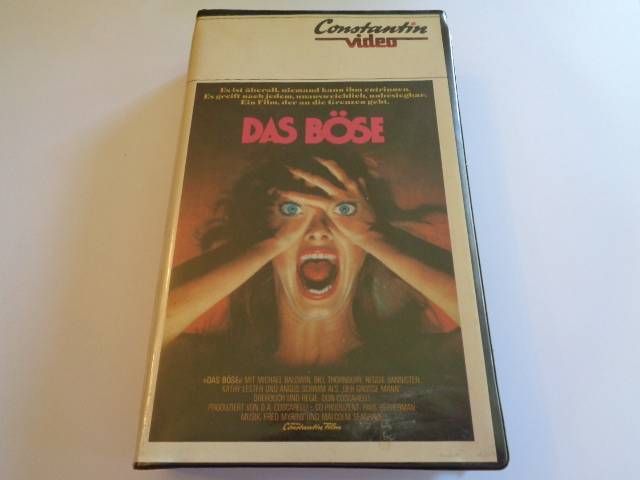 Constantin
video
Es ist überall, niemand kann ihm entrinnen.
Es greift nach jedem, unausweichlich, unbesiegbar.
Ein Film, der an die Grenzen geht.
DAS BÖSE
»DAS BÖSE« MIT MICHAEL BALDWIN, BILL THORNBURY, REGGIE BANNISTER,
KATHY LESTER UND ANGUS SCRIMM ALS „DER GROSSE MANN“
DREHBUCH UND REGIE: DON COSCARELLI
PRODUZIERT VON D.A. COSCARELLI · CO-PRODUZENT: PAUL PEPPERMAN
MUSIK: FRED MYROW UND MALCOLM SEAGRAVE
Constantin Film